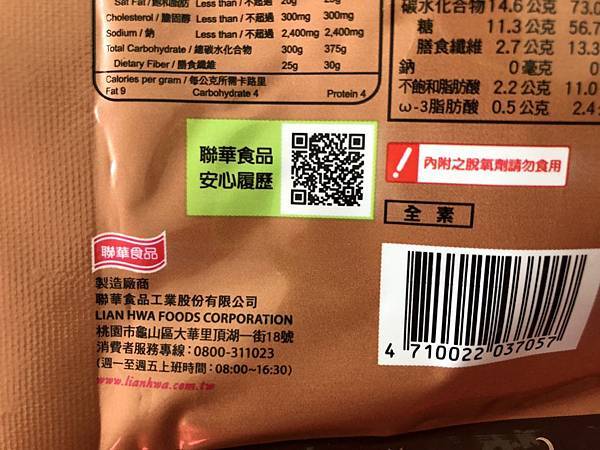 Sat Fat / 飽和脂肪 Less than / 不超過 20g 25g
Cholesterol / 膽固醇 Less than / 不超過 300mg 300mg
Sodium / 鈉 Less than / 不超過 2,400mg 2,400mg
Total Carbohydrate / 總碳水化合物 300g 375g
Dietary Fiber / 膳食纖維 25g 30g
Calories per gram / 每公克所需卡路里
Fat 9 Carbohydrate 4 Protein 4
碳水化合物 14.6 公克 73.0
糖 11.3 公克 56.7
膳食纖維 2.7 公克 13.3
鈉 0 毫克 0
不飽和脂肪酸 2.2 公克 11.0
ω-3脂肪酸 0.5 公克 2.4
聯華食品
安心履歷
! 內附之脫氧劑請勿食用
全素
聯華食品
製造廠商
聯華食品工業股份有限公司
LIAN HWA FOODS CORPORATION
桃園市龜山區大華里頂湖一街18號
消費者服務專線：0800-311023
(週一至週五上班時間：08:00~16:30)
www.lianhwa.com.tw
4 710022 037057